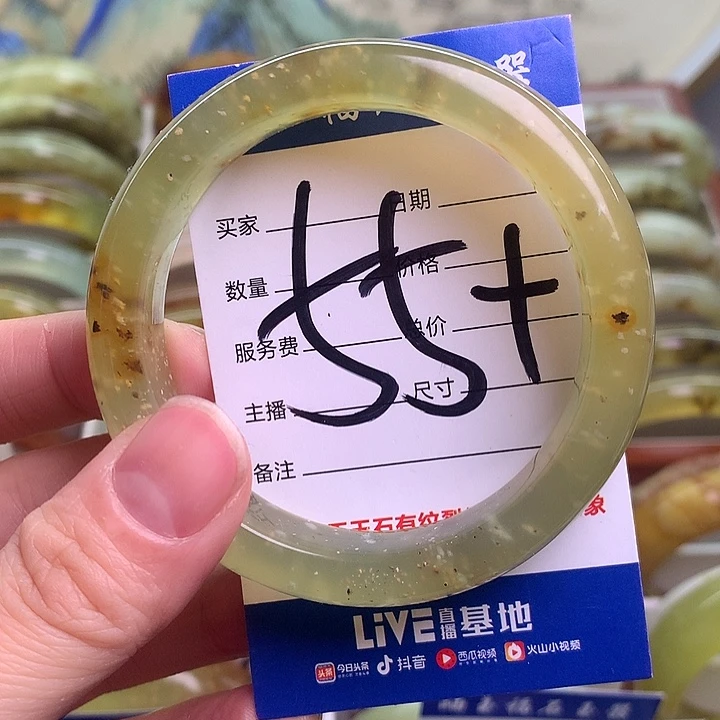 买家 日期
数量 价格
服务费 总价
主播 尺寸
备注
55+
玉石有纹裂 象
LiVE直播基地
今日头条 抖音 西瓜视频 火山小视频